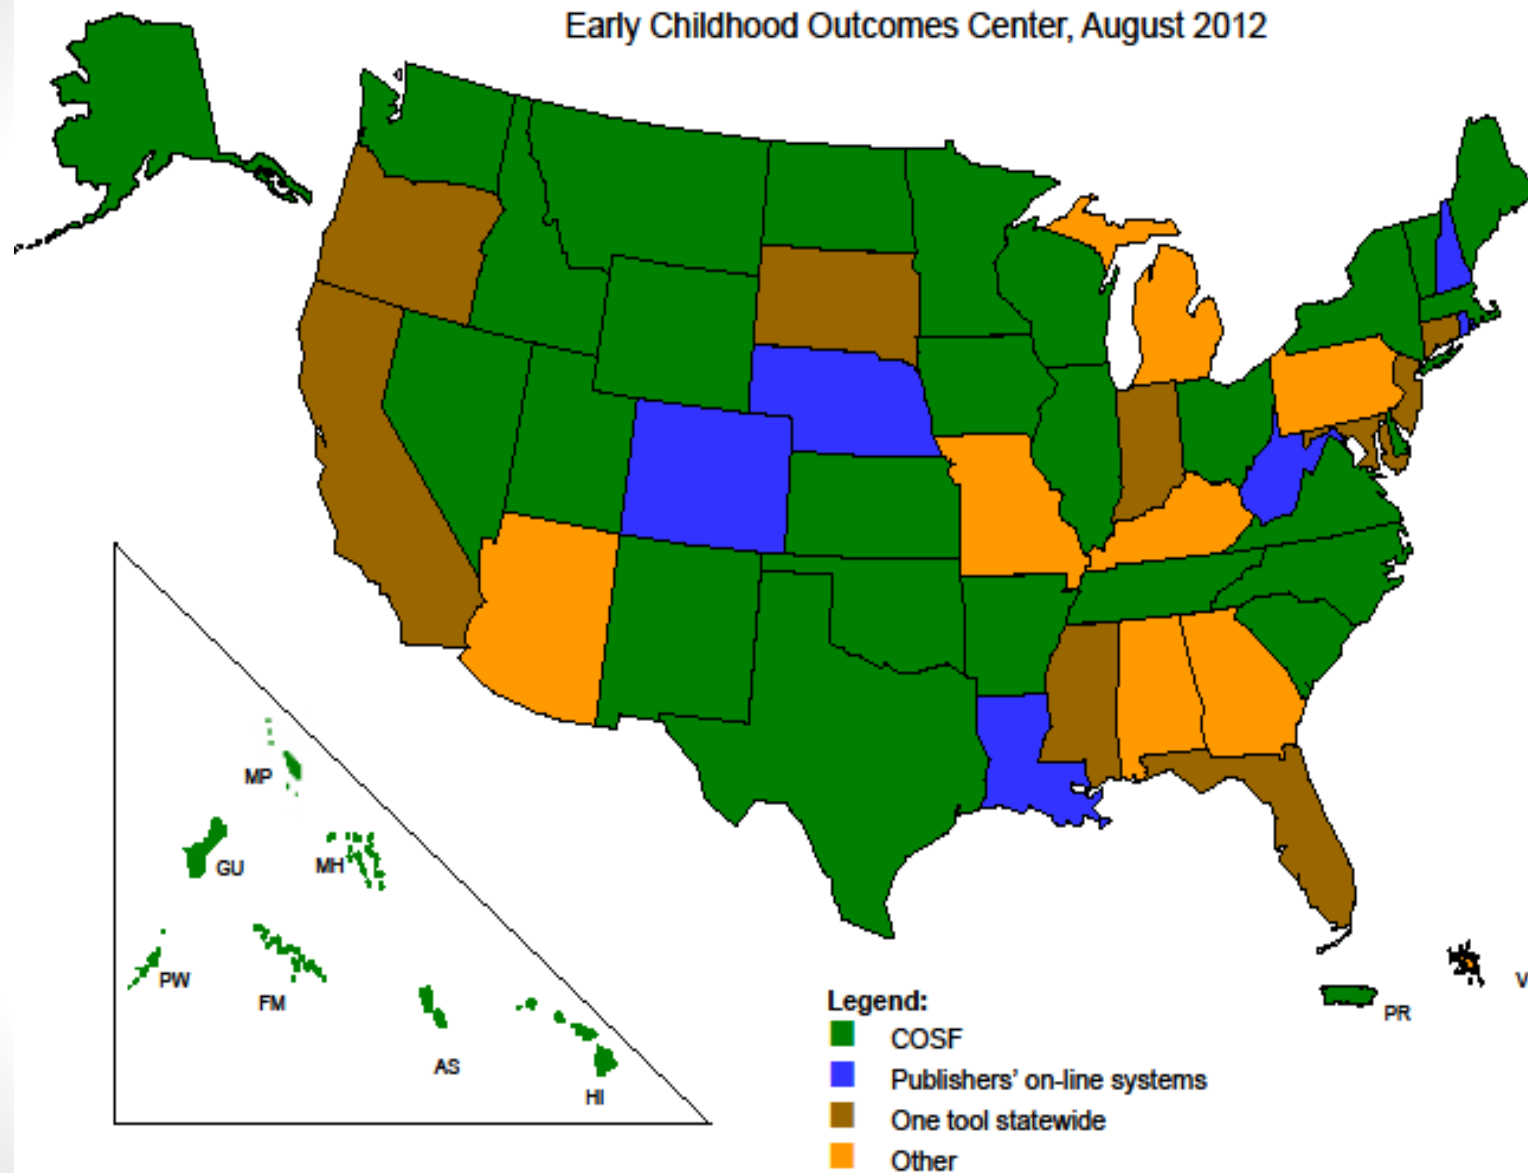 Early Childhood Outcomes Center, August 2012
MP
GU
MH
PW
FM
AS
HI
V
PR
Legend:
COSF
Publishers' on-line systems
One tool statewide
Other